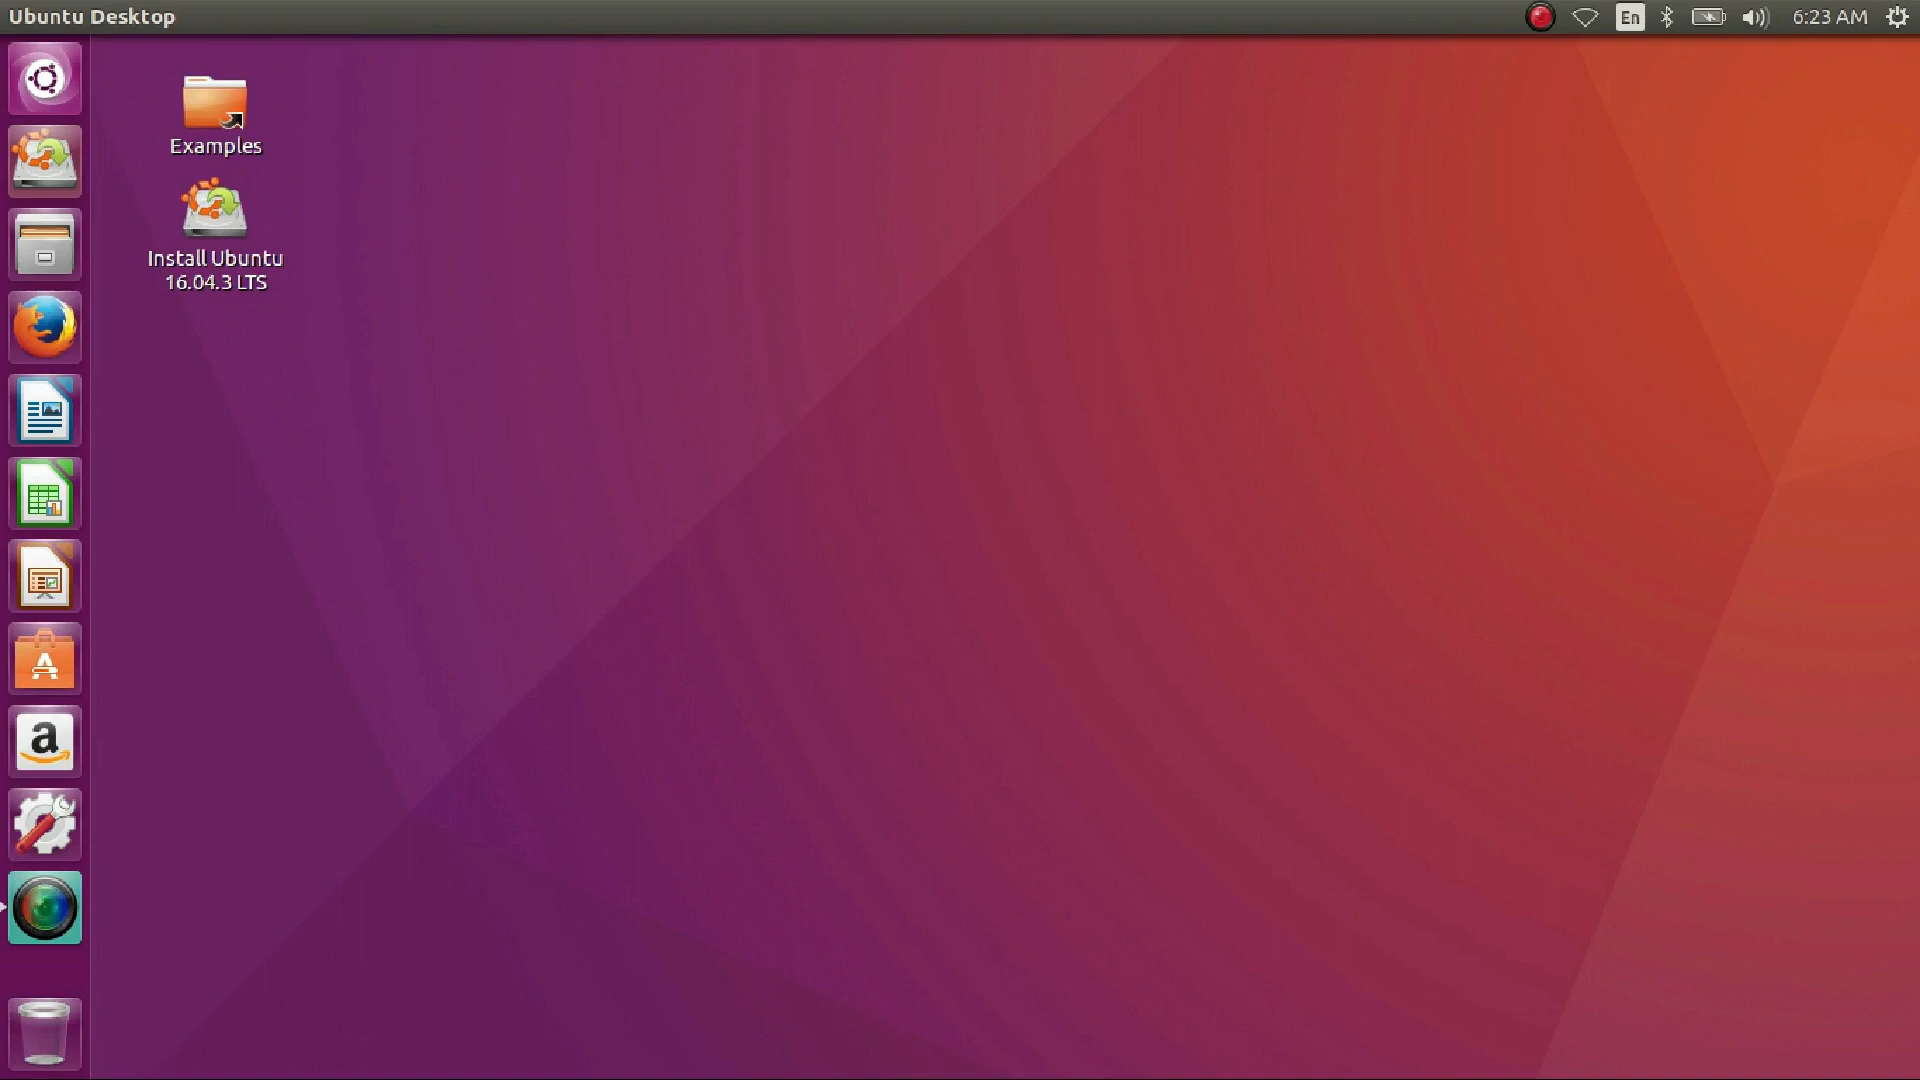 Ubuntu Desktop
En
6:23 AM
Examples
Install Ubuntu
16.04.3 LTS
A
a